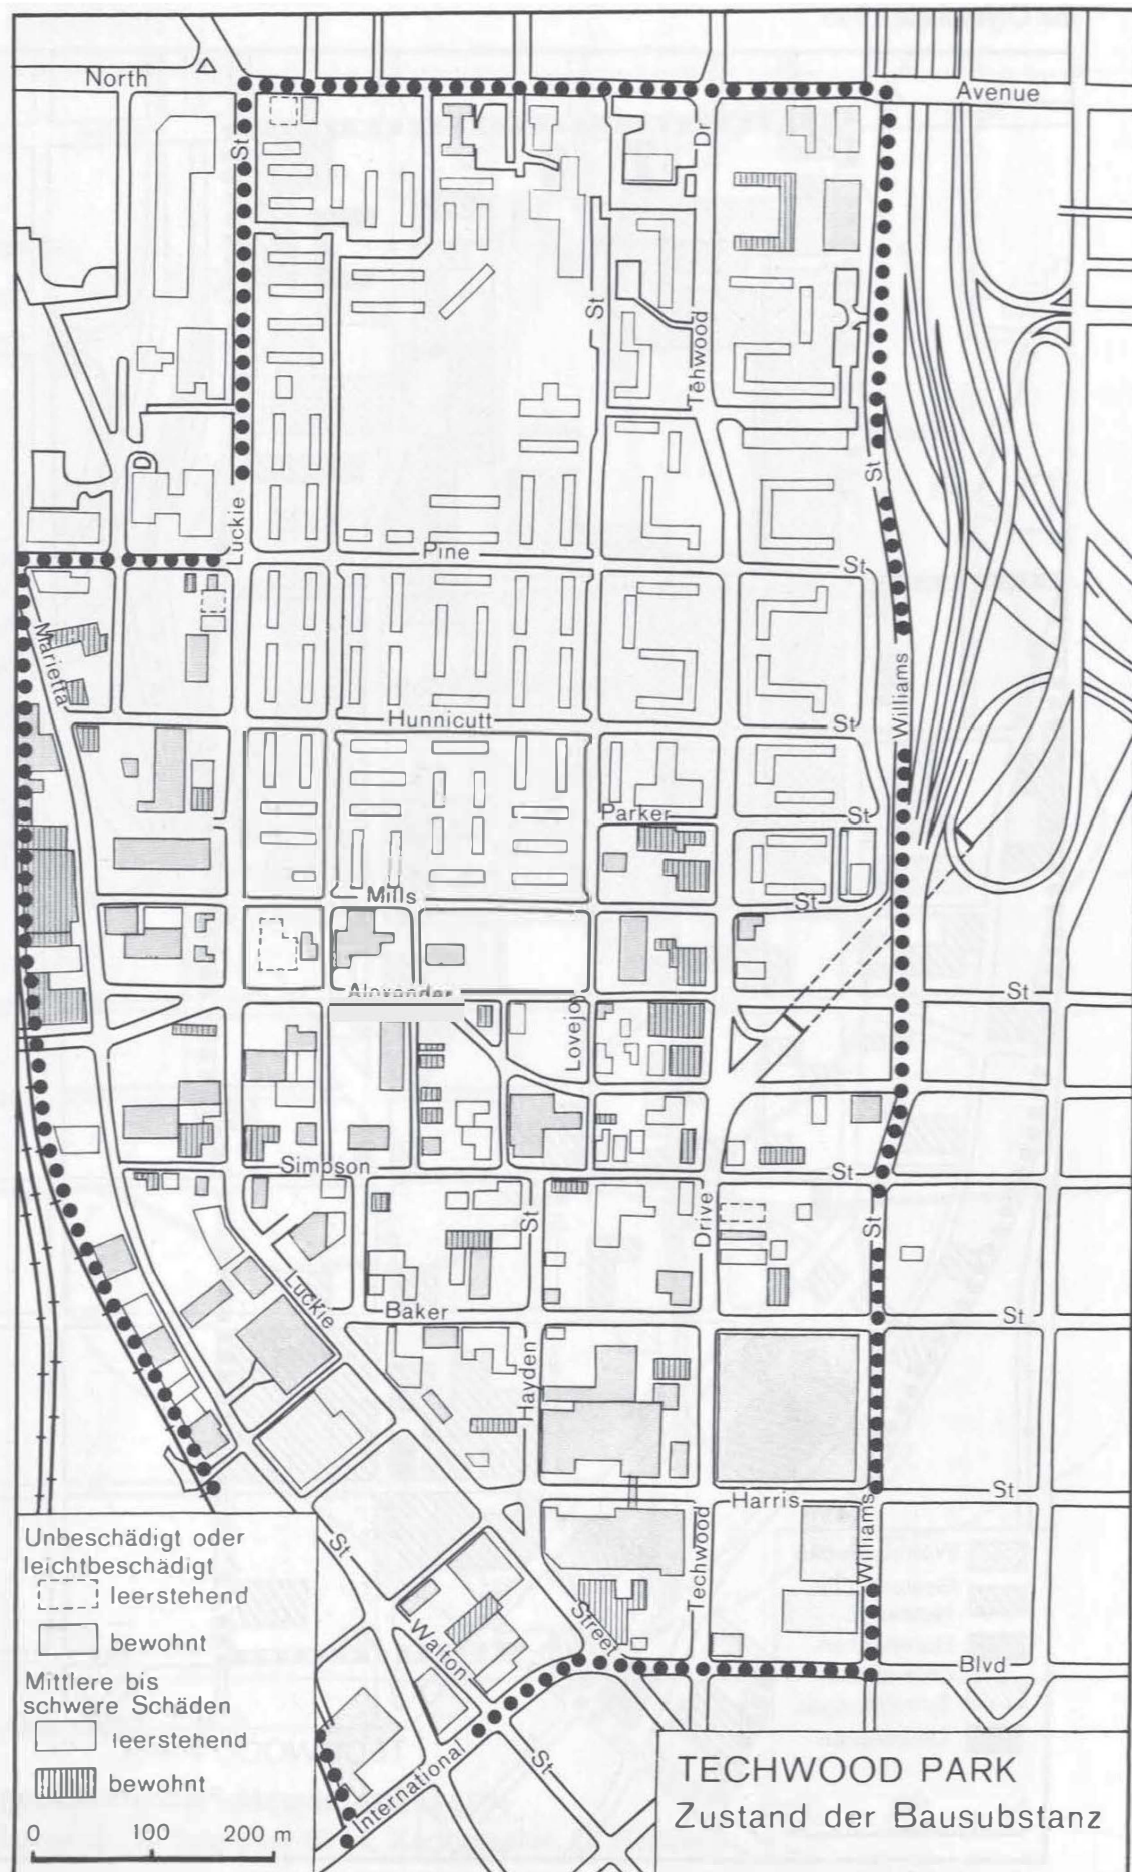 North
Avenue
St
Dr
St
Tehwood
St
Luckie
Pine
St
Marietta
Williams
Hunnicutt
St
Parker
St
Mills
St
Alexander
St
Lovejoy
Simpson
St
St
Drive
St
Luckie
Baker
St
Hayden
Harris
St
St
Techwood
Williams
Walton
Street
Blvd
International
St
Unbeschädigt oder
leichtbeschädigt
leerstehend
bewohnt
Mittlere bis
schwere Schäden
leerstehend
bewohnt
0 100 200 m
TECHWOOD PARK
Zustand der Bausubstanz